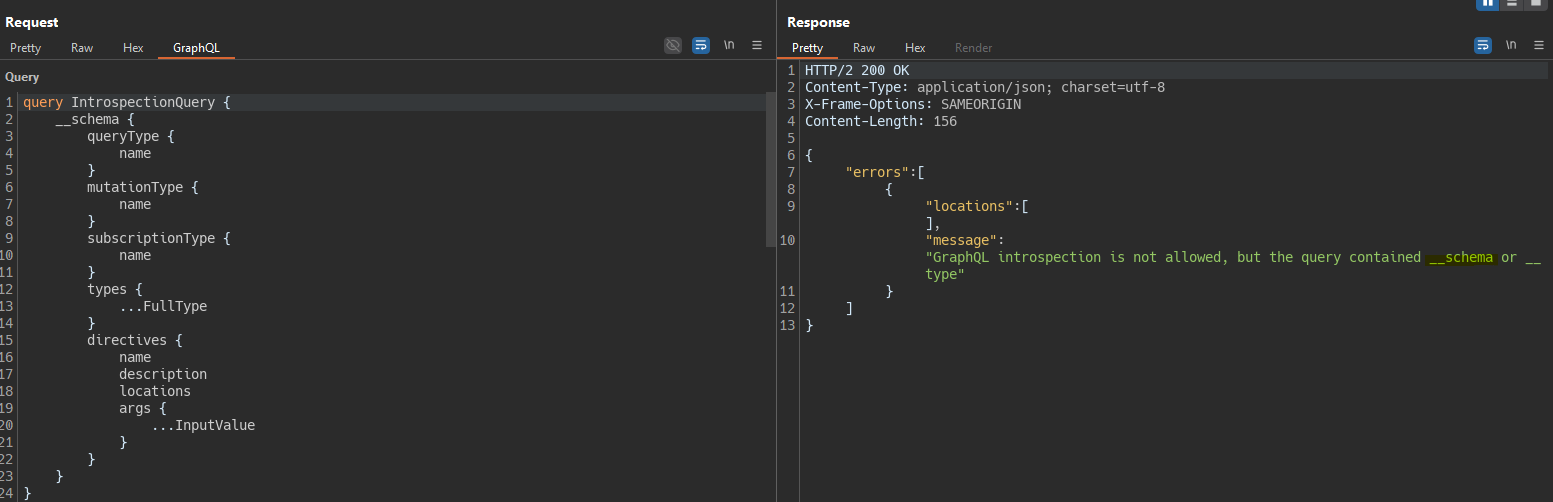 Request
Pretty Raw Hex GraphQL \n
Query
1 query IntrospectionQuery {
2 __schema {
3 queryType {
4 name
5 }
6 mutationType {
7 name
8 }
9 subscriptionType {
10 name
11 }
12 types {
13 ...FullType
14 }
15 directives {
16 name
17 description
18 locations
19 args {
20 ...InputValue
21 }
22 }
23 }
24 }
Response
Pretty Raw Hex Render \n
1 HTTP/2 200 OK
2 Content-Type: application/json; charset=utf-8
3 X-Frame-Options: SAMEORIGIN
4 Content-Length: 156
5
6 {
7 "errors":[
8 {
9 "locations":[
],
10 "message":
"GraphQL introspection is not allowed, but the query contained __schema or __
type"
11 }
12 ]
13 }